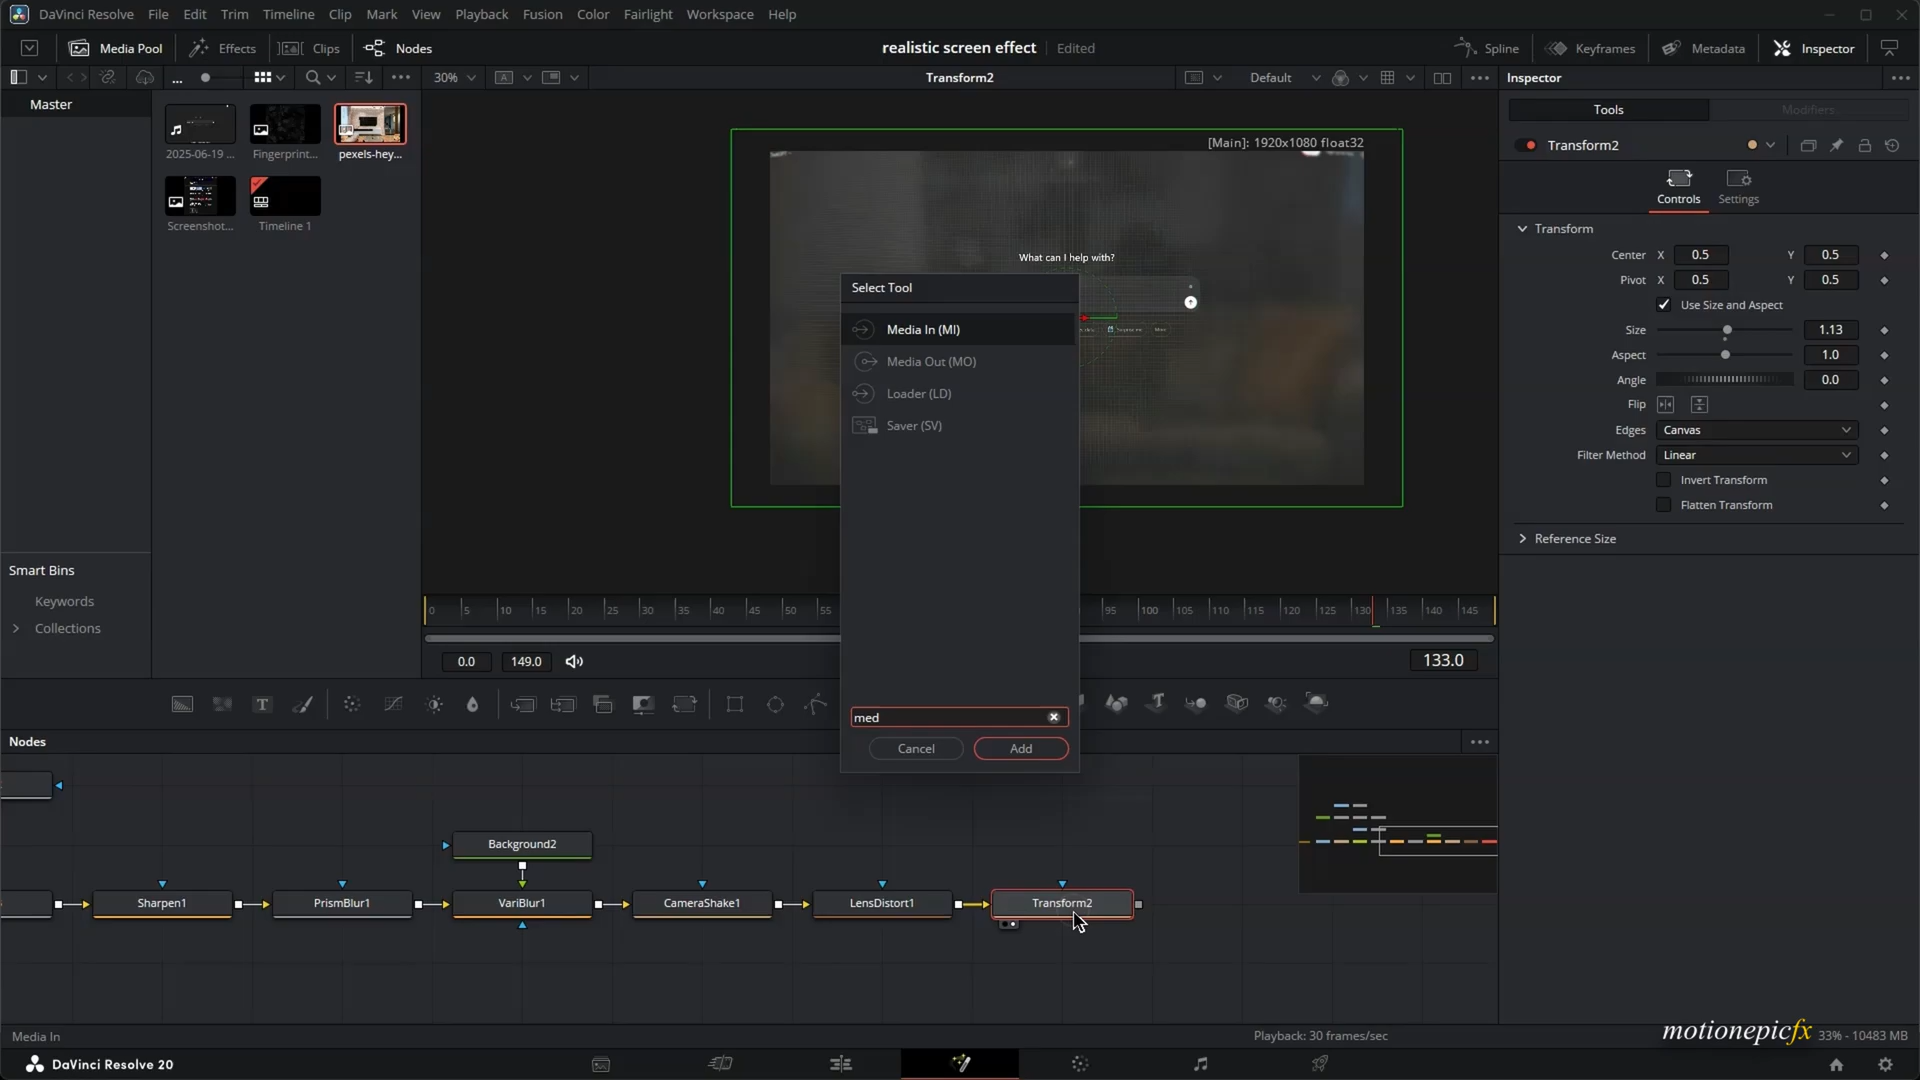 DaVinci Resolve File Edit Trim Timeline Clip Mark View Playback Fusion Color Fairlight Workspace Help
Media Pool Effects Clips Nodes realistic screen effect Edited Spline Keyframes Metadata Inspector
... 30% A Transform2 Default Inspector
Master
2025-06-19 ... Fingerprint... pexels-hey...
Screenshot... Timeline 1
Smart Bins
Keywords
Collections
[Main]: 1920x1080 float32
What can I help with?
Select Tool
Media In (MI)
Media Out (MO)
Loader (LD)
Saver (SV)
med
Cancel Add
Tools Modifiers
Transform2
Controls Settings
Transform
Center X 0.5 Y 0.5
Pivot X 0.5 Y 0.5
Use Size and Aspect
Size 1.13
Aspect 1.0
Angle 0.0
Flip
Edges Canvas
Filter Method Linear
Invert Transform
Flatten Transform
Reference Size
0 5 10 15 20 25 30 35 40 45 50 55 95 100 105 110 115 120 125 130 135 140 145
0.0 149.0 133.0
T T
Nodes
Background2
Sharpen1 PrismBlur1 VariBlur1 CameraShake1 LensDistort1 Transform2
Media In Playback: 30 frames/sec motionepicfx 33% - 10483 MB
DaVinci Resolve 20